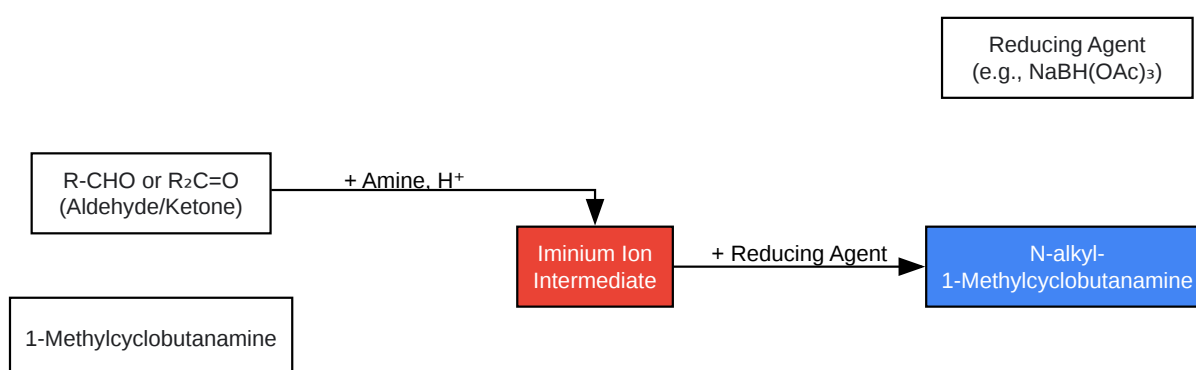 Reducing Agent
(e.g., NaBH(OAc)₃)
R-CHO or R₂C=O
(Aldehyde/Ketone)
+ Amine, H⁺
Iminium Ion
Intermediate
+ Reducing Agent
N-alkyl-
1-Methylcyclobutanamine
1-Methylcyclobutanamine